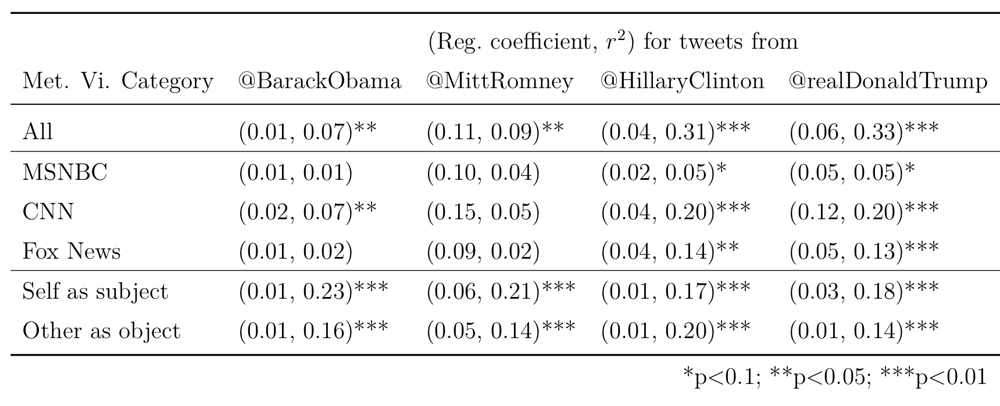 (Reg. coefficient, r²) for tweets from
Met. Vi. Category @BarackObama @MittRomney @HillaryClinton @realDonaldTrump
All (0.01, 0.07)** (0.11, 0.09)** (0.04, 0.31)*** (0.06, 0.33)***
MSNBC (0.01, 0.01) (0.10, 0.04) (0.02, 0.05)* (0.05, 0.05)*
CNN (0.02, 0.07)** (0.15, 0.05) (0.04, 0.20)*** (0.12, 0.20)***
Fox News (0.01, 0.02) (0.09, 0.02) (0.04, 0.14)** (0.05, 0.13)***
Self as subject (0.01, 0.23)*** (0.06, 0.21)*** (0.01, 0.17)*** (0.03, 0.18)***
Other as object (0.01, 0.16)*** (0.05, 0.14)*** (0.01, 0.20)*** (0.01, 0.14)***
*p<0.1; **p<0.05; ***p<0.01